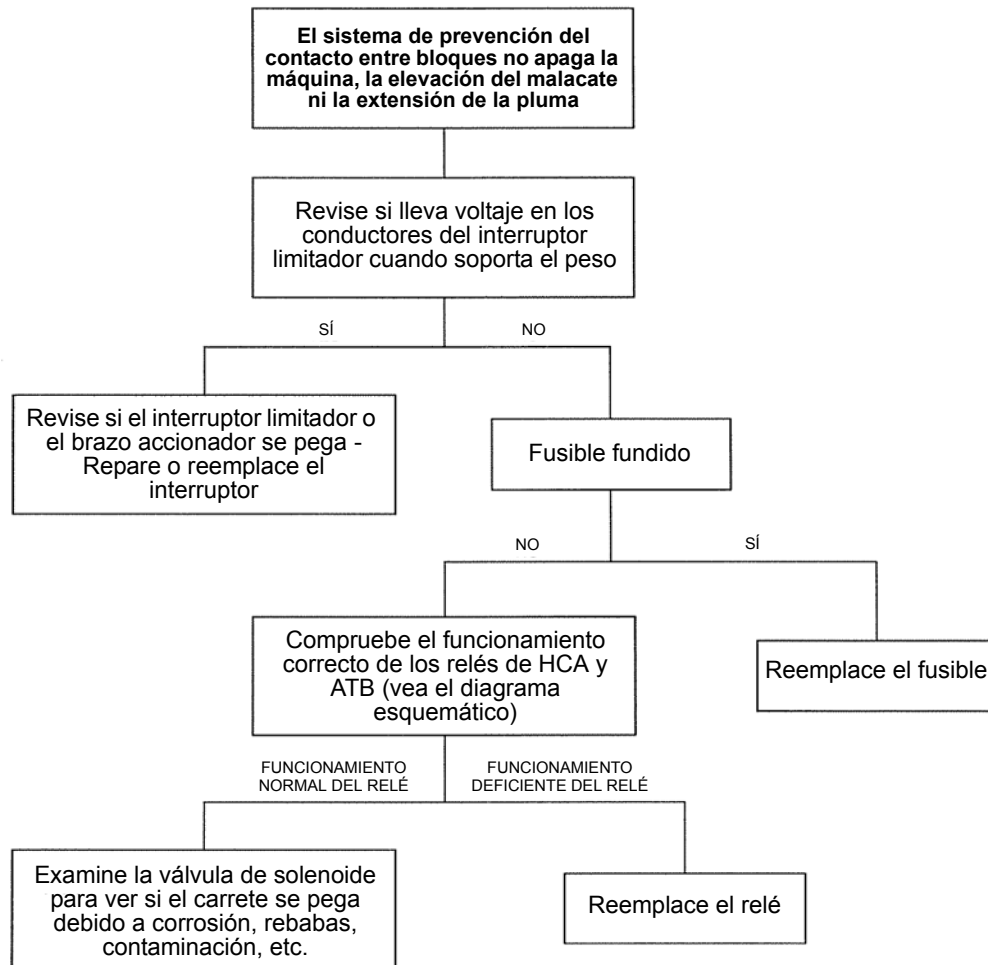 El sistema de prevención del
contacto entre bloques no apaga la
máquina, la elevación del malacate
ni la extensión de la pluma
Revise si lleva voltaje en los
conductores del interruptor
limitador cuando soporta el peso
SÍ
NO
Revise si el interruptor limitador o
el brazo accionador se pega -
Repare o reemplace el
interruptor
Fusible fundido
NO
SÍ
Compruebe el funcionamiento
correcto de los relés de HCA y
ATB (vea el diagrama
esquemático)
Reemplace el fusible
FUNCIONAMIENTO
NORMAL DEL RELÉ
FUNCIONAMIENTO
DEFICIENTE DEL RELÉ
Examine la válvula de solenoide
para ver si el carrete se pega
debido a corrosión, rebabas,
contaminación, etc.
Reemplace el relé